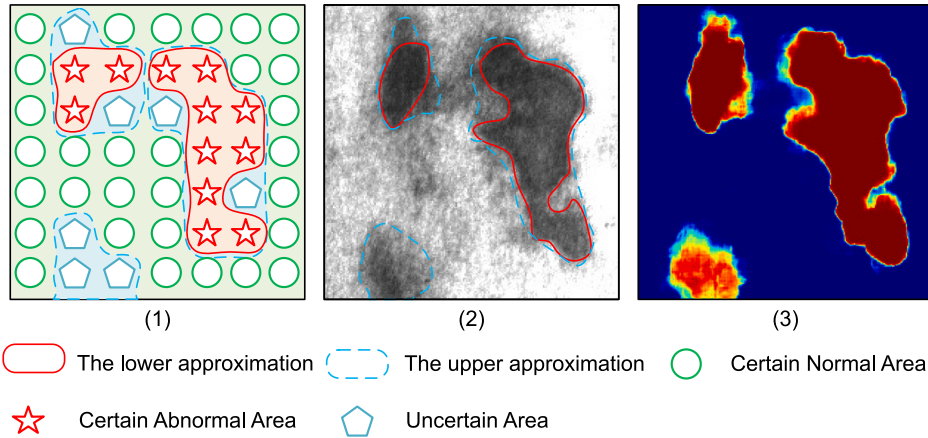 (1) (2) (3)
The lower approximation The upper approximation Certain Normal Area
Certain Abnormal Area Uncertain Area